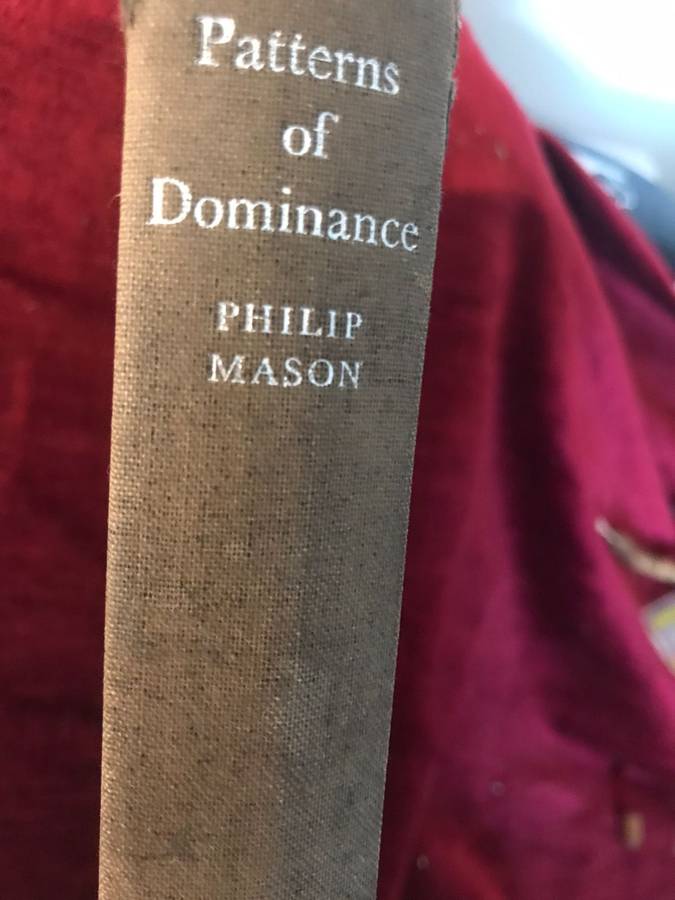 Patterns
of
Dominance
PHILIP
MASON